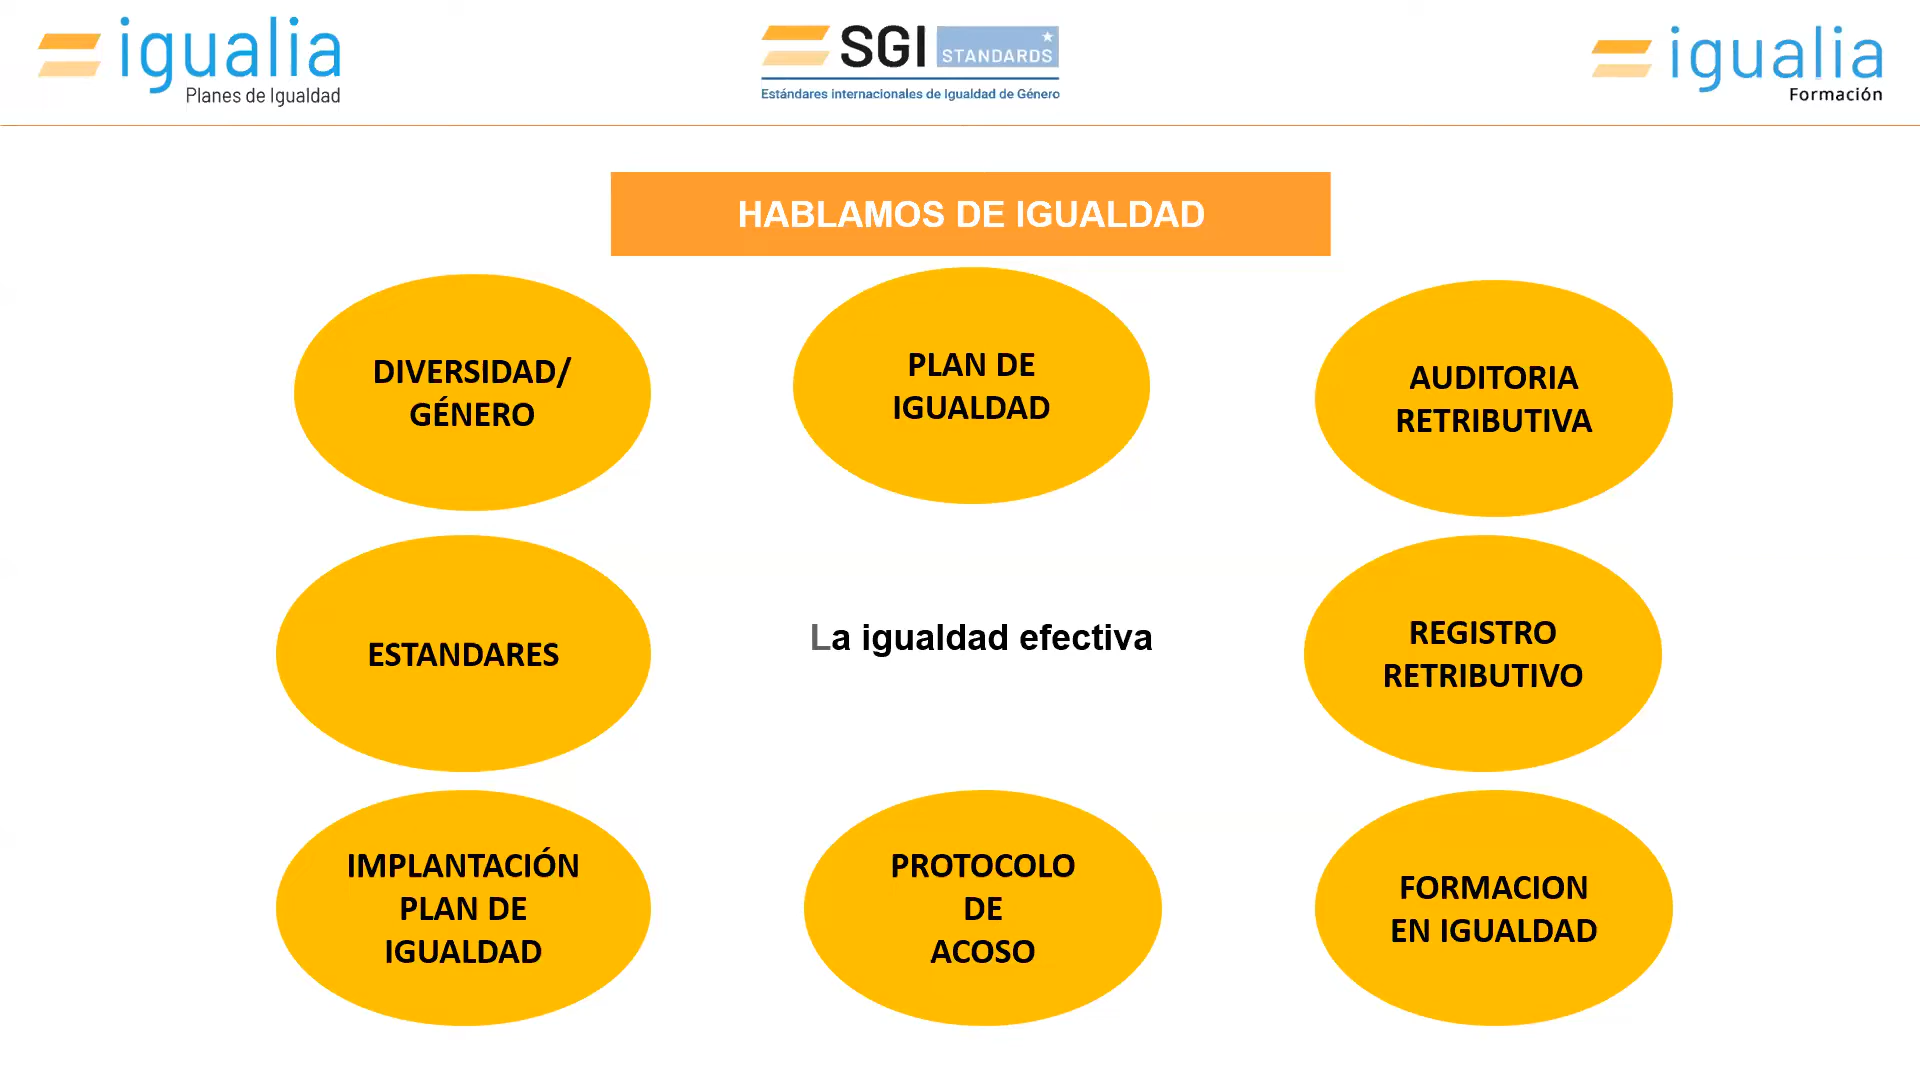 igualia
Planes de Igualdad
SGI STANDARDS
Estándares internacionales de Igualdad de Género
igualia
Formación
HABLAMOS DE IGUALDAD
DIVERSIDAD/
GÉNERO
PLAN DE
IGUALDAD
AUDITORIA
RETRIBUTIVA
ESTANDARES
La igualdad efectiva
REGISTRO
RETRIBUTIVO
IMPLANTACIÓN
PLAN DE
IGUALDAD
PROTOCOLO
DE
ACOSO
FORMACION
EN IGUALDAD